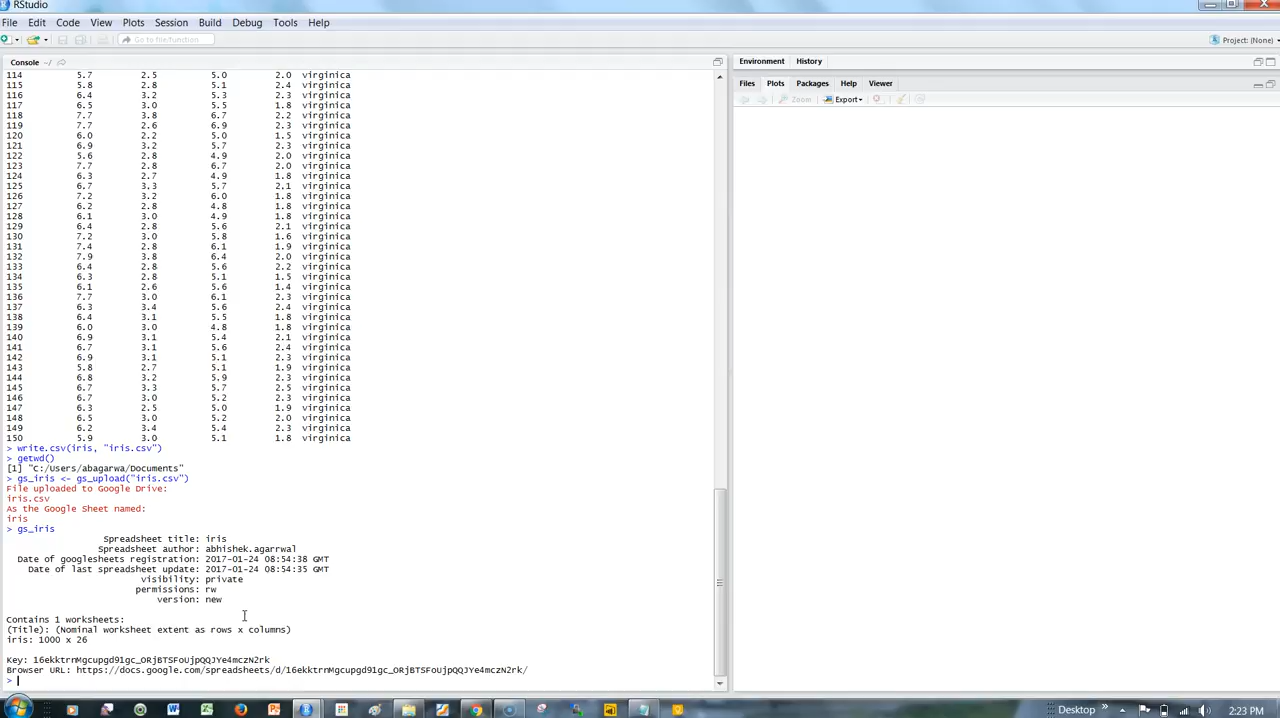 RStudio
File Edit Code View Plots Session Build Debug Tools Help
Go to file/function
Project: (None)
Console ~/
Environment History
Files Plots Packages Help Viewer
Zoom Export
114 5.7 2.5 5.0 2.0 virginica
115 5.8 2.8 5.1 2.4 virginica
116 6.4 3.2 5.3 2.3 virginica
117 6.5 3.0 5.5 1.8 virginica
118 7.7 3.8 6.7 2.2 virginica
119 7.7 2.6 6.9 2.3 virginica
120 6.0 2.2 5.0 1.5 virginica
121 6.9 3.2 5.7 2.3 virginica
122 5.6 2.8 4.9 2.0 virginica
123 7.7 2.8 6.7 2.0 virginica
124 6.3 2.7 4.9 1.8 virginica
125 6.7 3.3 5.7 2.1 virginica
126 7.2 3.2 6.0 1.8 virginica
127 6.2 2.8 4.8 1.8 virginica
128 6.1 3.0 4.9 1.8 virginica
129 6.4 2.8 5.6 2.1 virginica
130 7.2 3.0 5.8 1.6 virginica
131 7.4 2.8 6.1 1.9 virginica
132 7.9 3.8 6.4 2.0 virginica
133 6.4 2.8 5.6 2.2 virginica
134 6.3 2.8 5.1 1.5 virginica
135 6.1 2.6 5.6 1.4 virginica
136 7.7 3.0 6.1 2.3 virginica
137 6.3 3.4 5.6 2.4 virginica
138 6.4 3.1 5.5 1.8 virginica
139 6.0 3.0 4.8 1.8 virginica
140 6.9 3.1 5.4 2.1 virginica
141 6.7 3.1 5.6 2.4 virginica
142 6.9 3.1 5.1 2.3 virginica
143 5.8 2.7 5.1 1.9 virginica
144 6.8 3.2 5.9 2.3 virginica
145 6.7 3.3 5.7 2.5 virginica
146 6.7 3.0 5.2 2.3 virginica
147 6.3 2.5 5.0 1.9 virginica
148 6.5 3.0 5.2 2.0 virginica
149 6.2 3.4 5.4 2.3 virginica
150 5.9 3.0 5.1 1.8 virginica
> write.csv(iris, "iris.csv")
> getwd()
[1] "C:/Users/abagarwa/Documents"
> gs_iris <- gs_upload("iris.csv")
File uploaded to Google Drive:
iris.csv
As the Google Sheet named:
iris
> gs_iris
Spreadsheet title: iris
Spreadsheet author: abhishek.agarrwal
Date of googlesheets registration: 2017-01-24 08:54:38 GMT
Date of last spreadsheet update: 2017-01-24 08:54:35 GMT
visibility: private
permissions: rw
version: new
Contains 1 worksheets:
(Title): (Nominal worksheet extent as rows x columns)
iris: 1000 x 26
Key: 16ekktrnMgcupgd91gc_ORjBTSFoujpQQJYe4mczN2rk
Browser URL: https://docs.google.com/spreadsheets/d/16ekktrnMgcupgd91gc_ORjBTSFoujpQQJYe4mczN2rk/
>
Desktop
2:23 PM